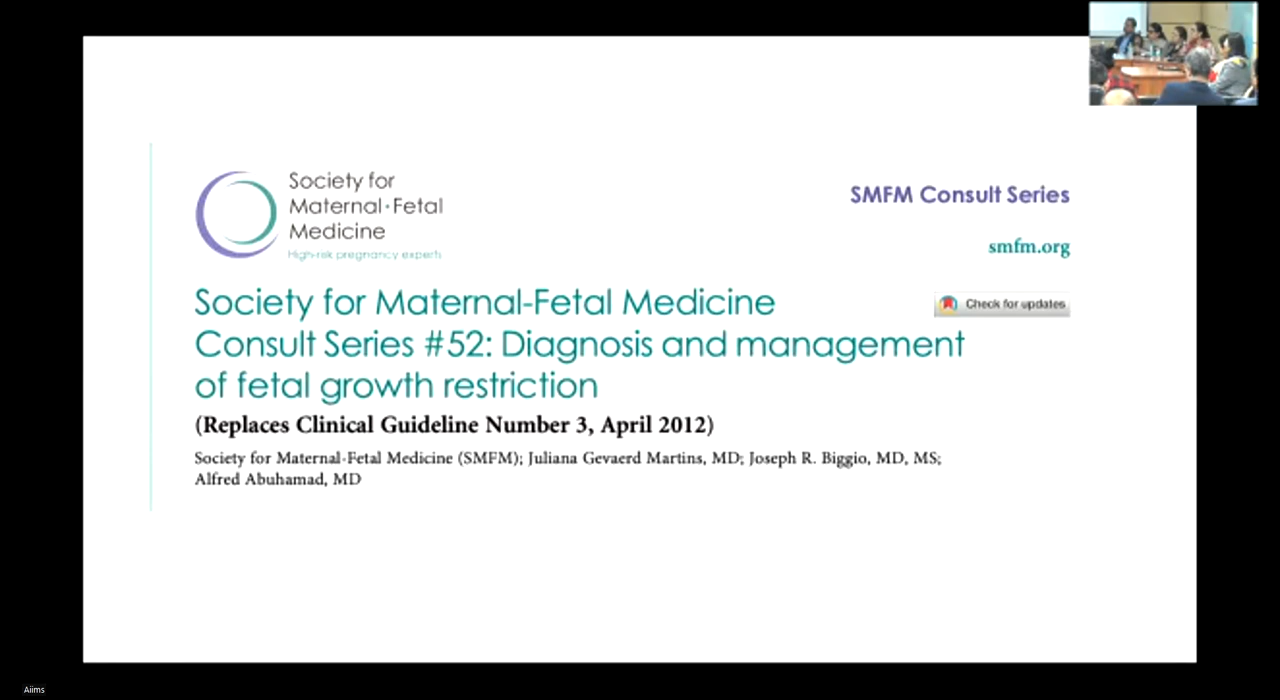 Society for
Maternal·Fetal
Medicine
High-risk pregnancy experts
SMFM Consult Series
smfm.org
Check for updates
Society for Maternal-Fetal Medicine
Consult Series #52: Diagnosis and management
of fetal growth restriction
(Replaces Clinical Guideline Number 3, April 2012)
Society for Maternal-Fetal Medicine (SMFM); Juliana Gevaerd Martins, MD; Joseph R. Biggio, MD, MS;
Alfred Abuhamad, MD
Aiims